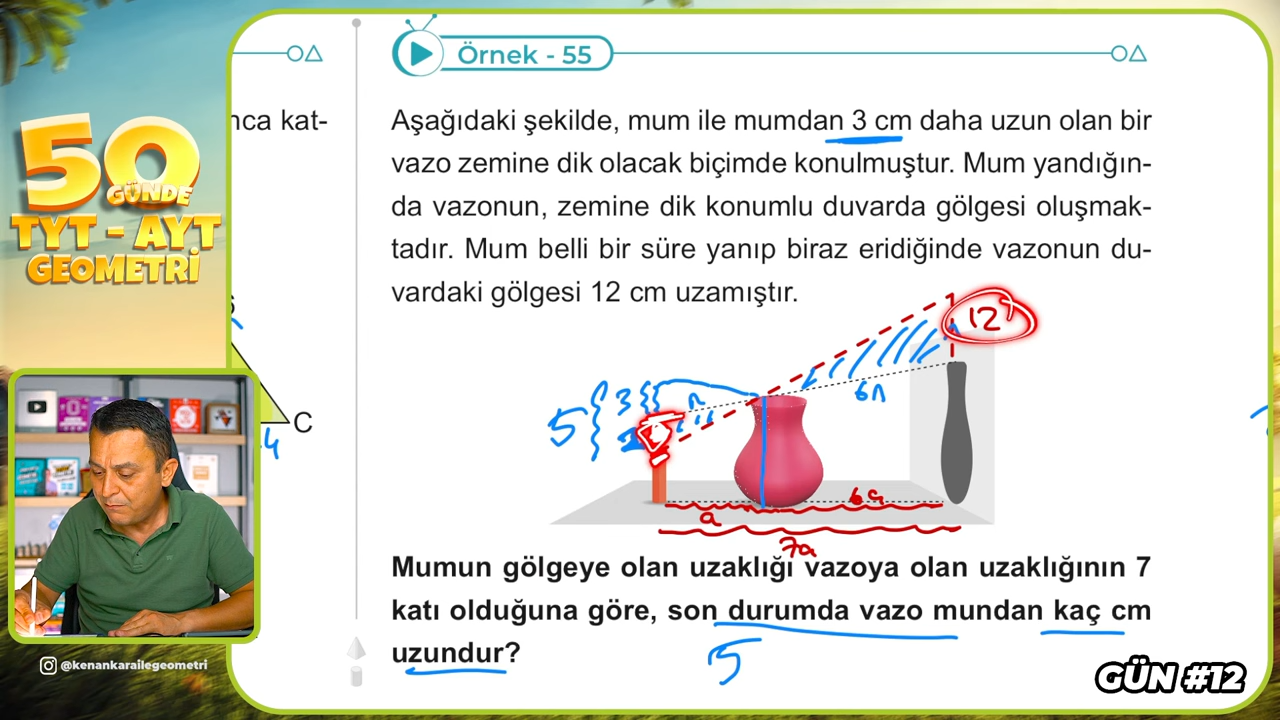 50
GÜNDE
TYT - AYT
GEOMETRİ
nca kat-
C
4
@kenankarailegeometri
Örnek - 55
Aşağıdaki şekilde, mum ile mumdan 3 cm daha uzun olan bir
vazo zemine dik olacak biçimde konulmuştur. Mum yandığın-
da vazonun, zemine dik konumlu duvarda gölgesi oluşmak-
tadır. Mum belli bir süre yanıp biraz eridiğinde vazonun du-
vardaki gölgesi 12 cm uzamıştır.
12
5
3
2
n
6n
a
6a
7a
Mumun gölgeye olan uzaklığı vazoya olan uzaklığının 7
katı olduğuna göre, son durumda vazo mundan kaç cm
uzundur?
5
GÜN #12